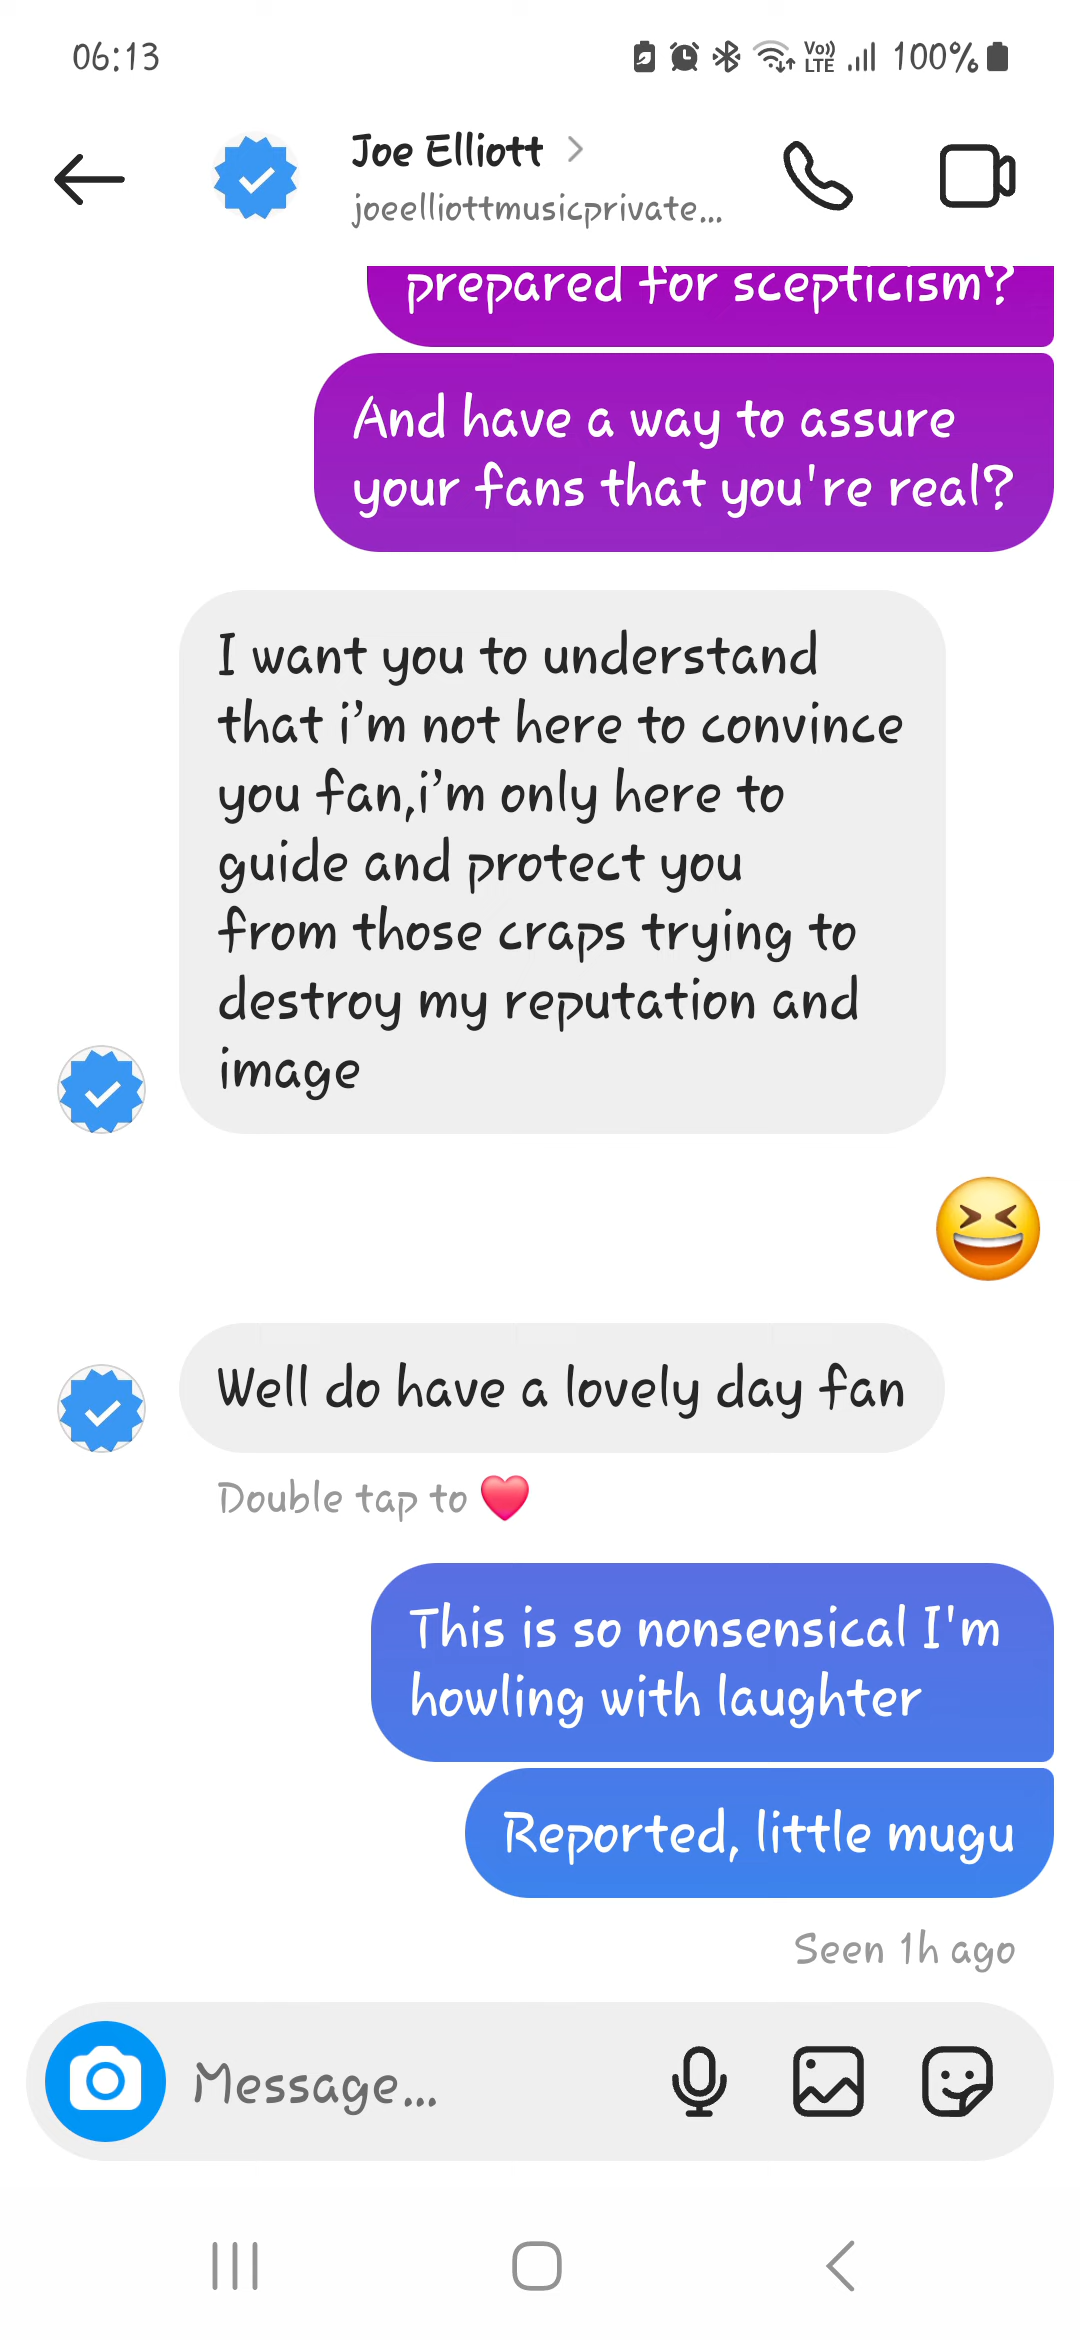 06:13
Vo)) LTE
100%
Joe Elliott
joeelliottmusicprivate...
prepared for scepticism?
And have a way to assure
your fans that you're real?
I want you to understand
that i’m not here to convince
you fan,i’m only here to
guide and protect you
from those craps trying to
destroy my reputation and
image
Well do have a lovely day fan
Double tap to
This is so nonsensical I'm
howling with laughter
Reported, little mugu
Seen 1h ago
Message...